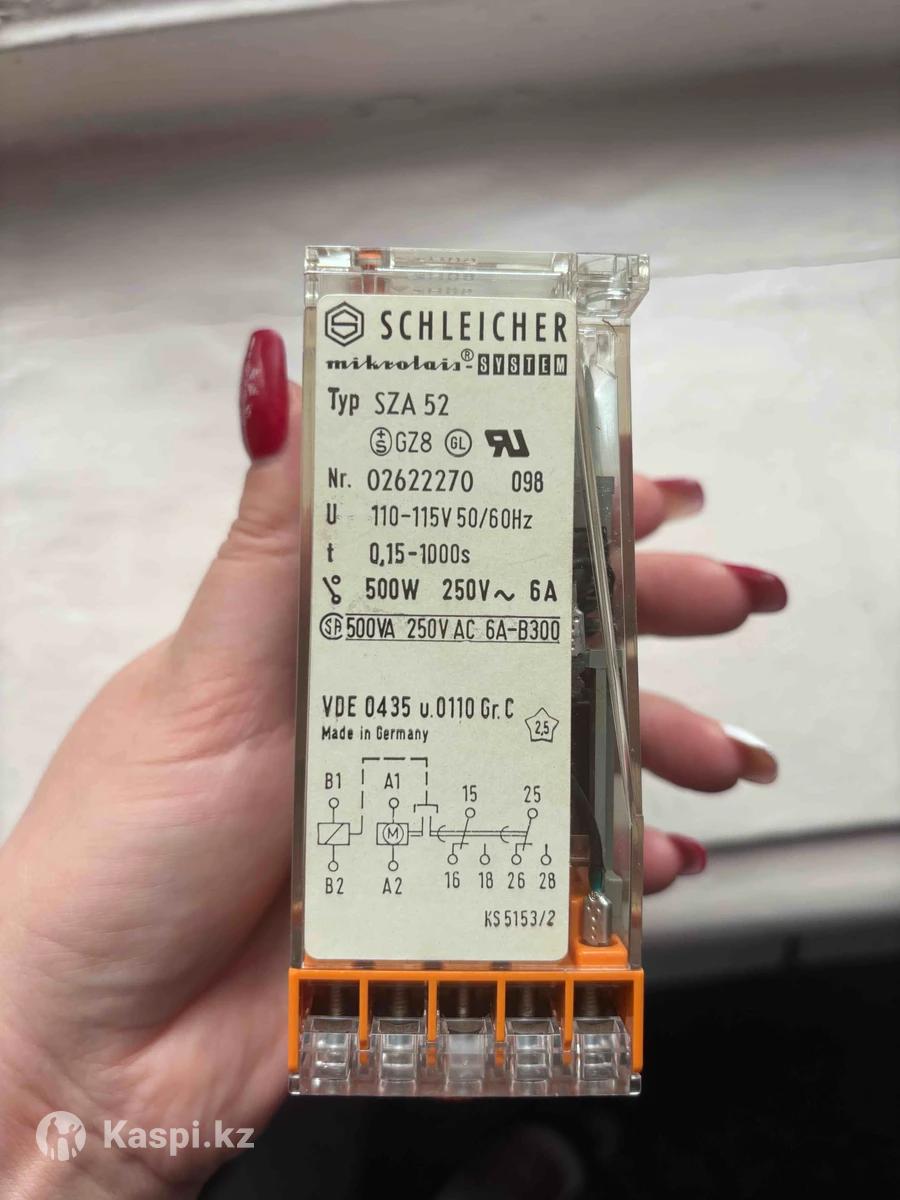 SCHLEICHER
mikrolais®-SYSTEM
Typ SZA 52
GZ8 GL
Nr. 02622270 098
U 110-115V 50/60Hz
t 0,15-1000s
500W 250V~ 6A
SA 500VA 250V AC 6A-B300
VDE 0435 u.0110 Gr.C
Made in Germany
2,5
B1 A1 15 25
M
B2 A2 16 18 26 28
KS 5153/2
Kaspi.kz